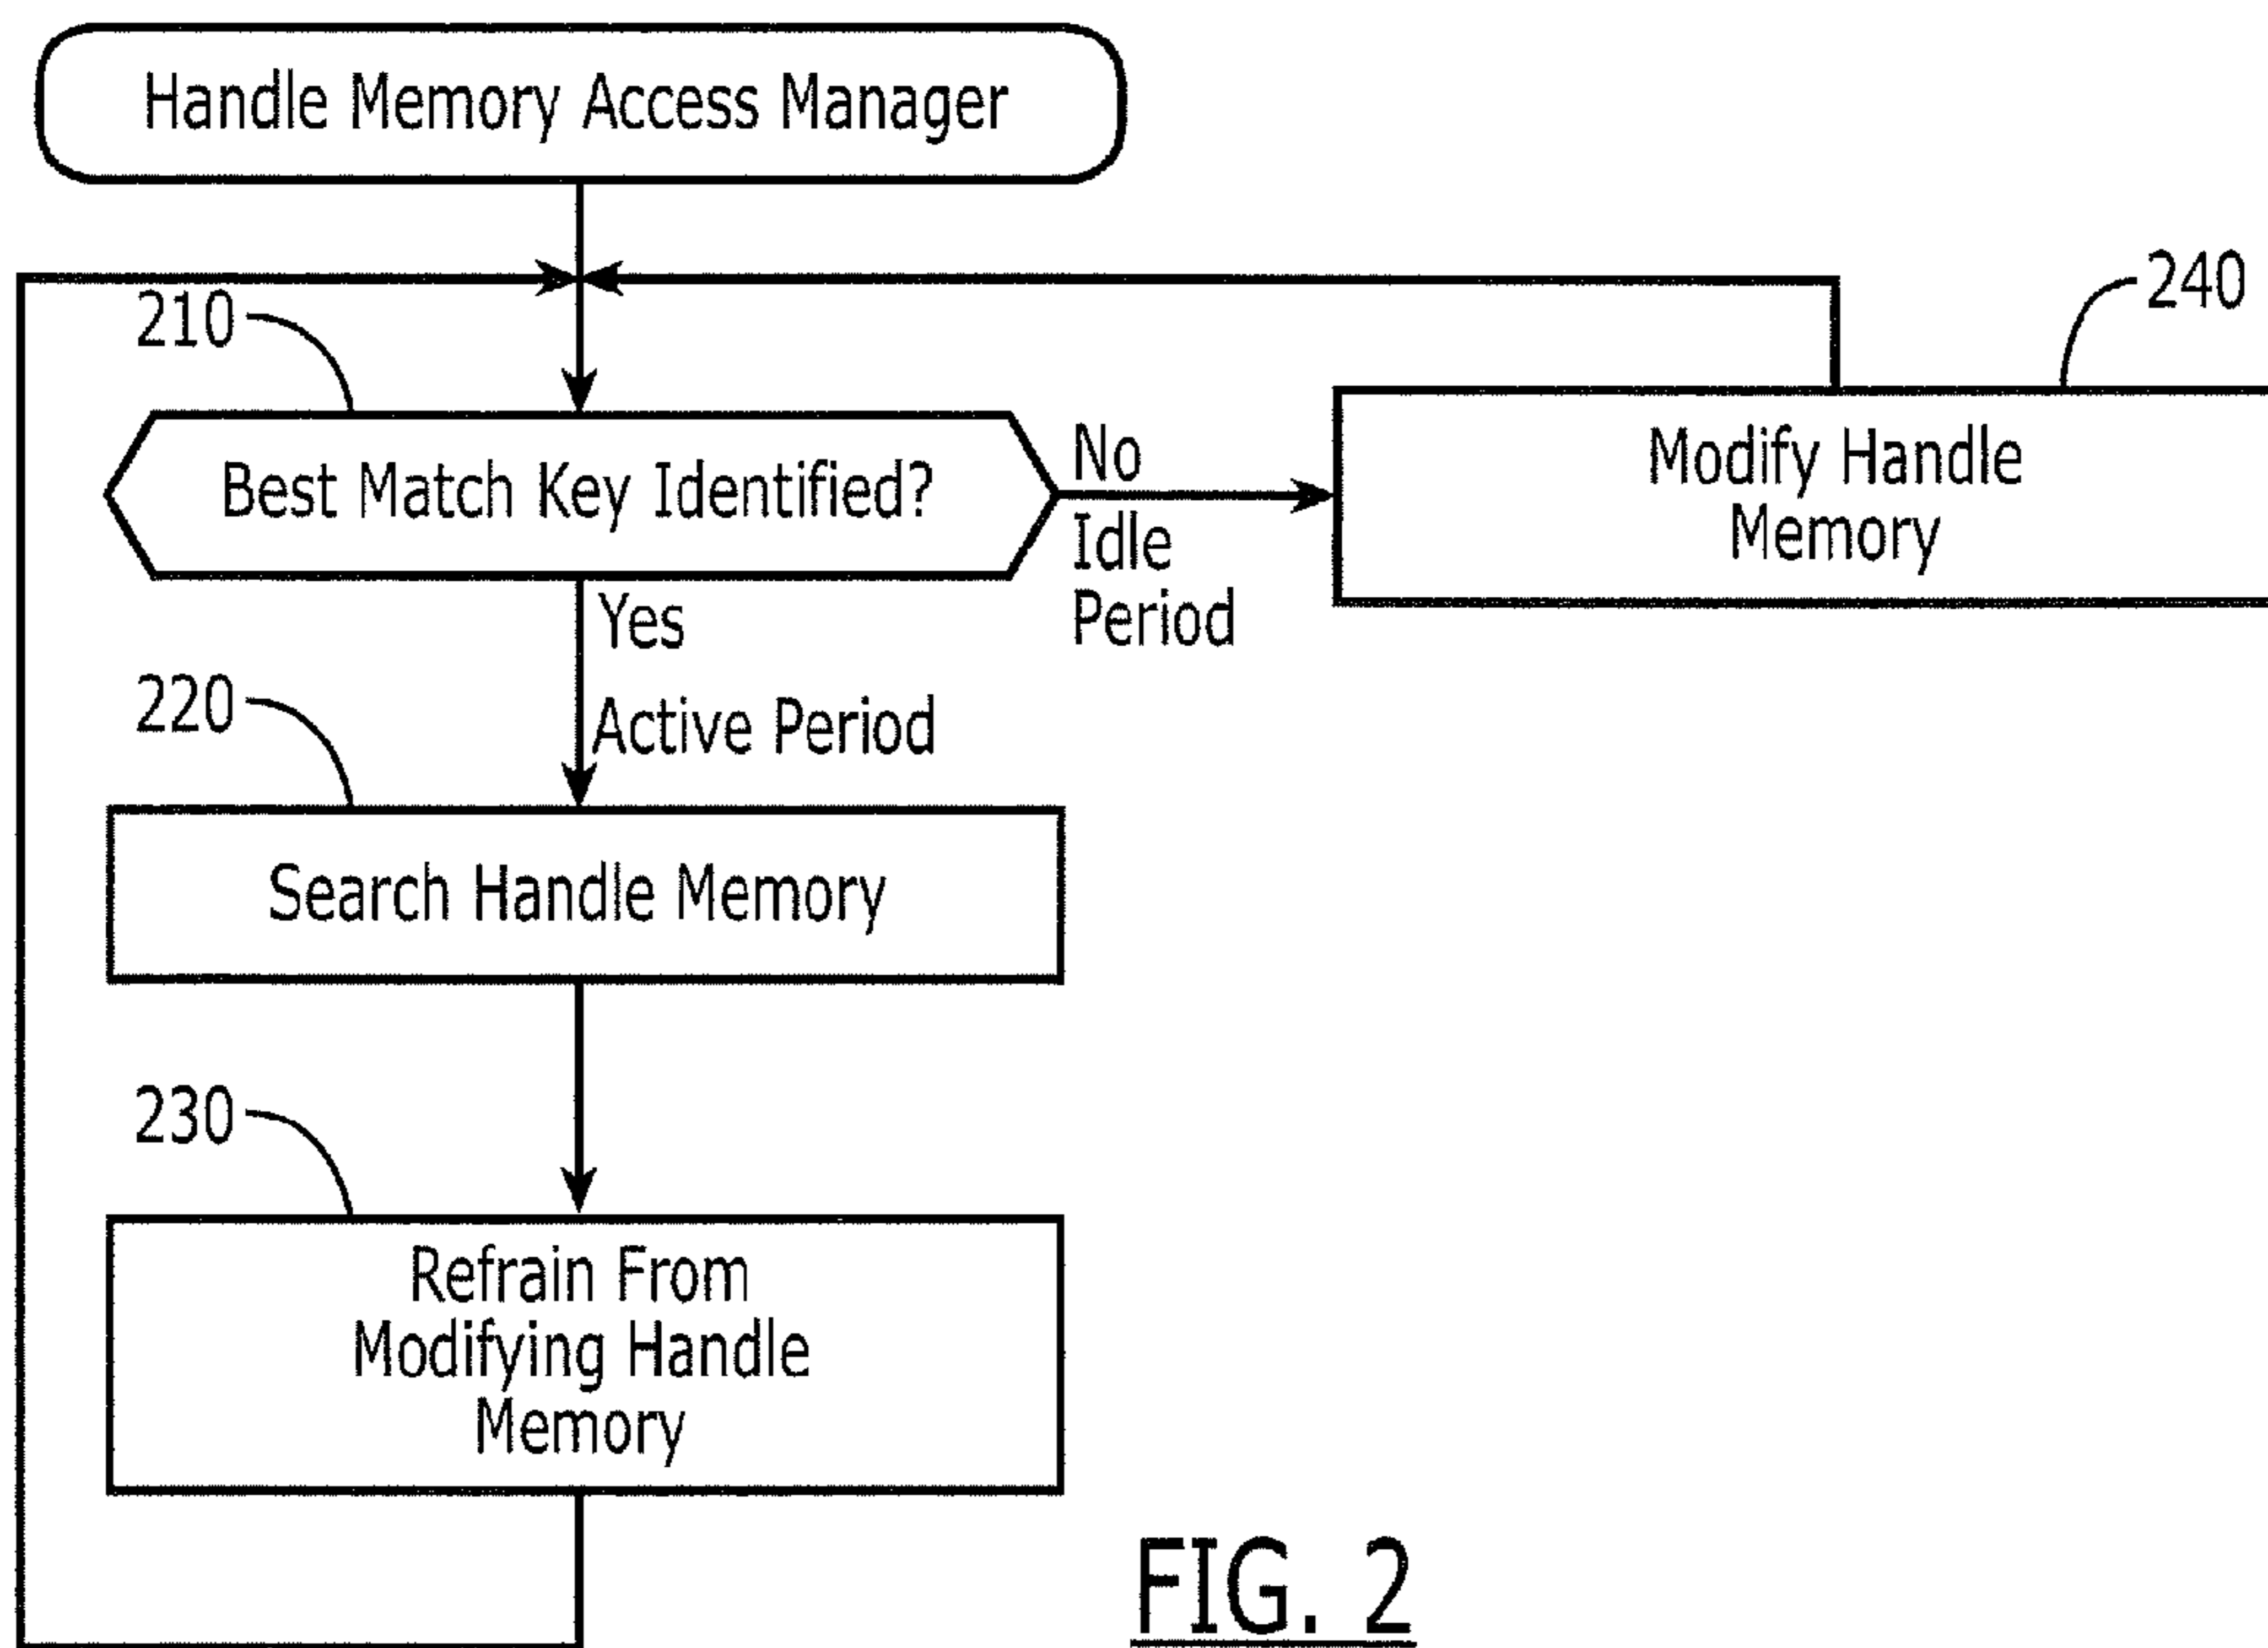 Handle Memory Access Manager
240
210
Best Match Key Identified?
No
Idle
Period
Modify Handle
Memory
Yes
Active Period
220
Search Handle Memory
230
Refrain From
Modifying Handle
Memory
FIG. 2